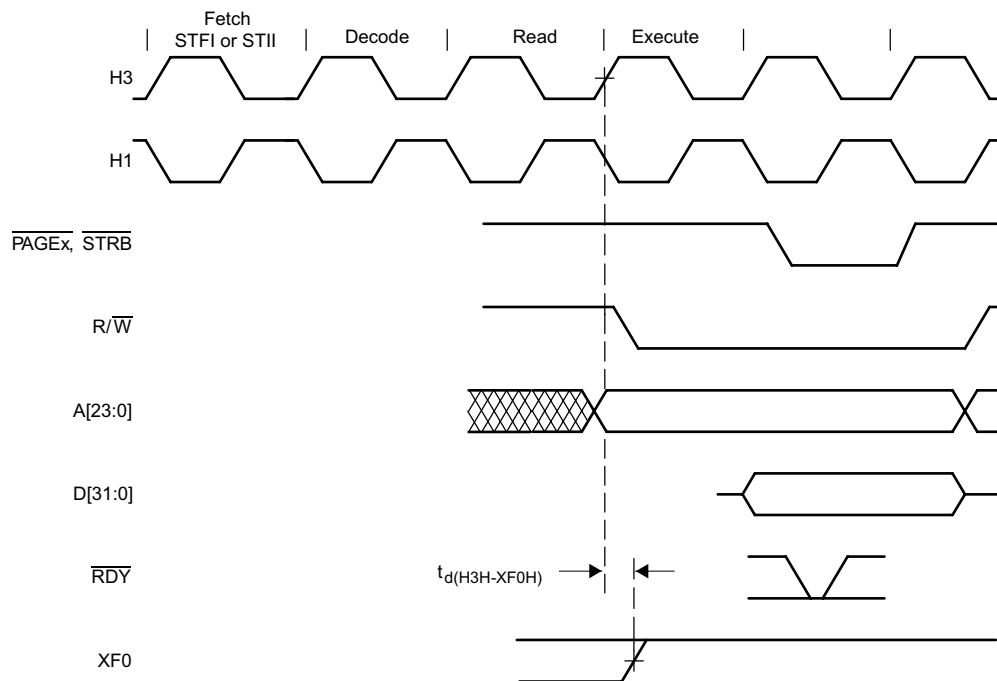 Fetch
STFI or STII
Decode
Read
Execute
H3
H1
PAGEx, STRB
R/W
A[23:0]
D[31:0]
RDY
td(H3H-XF0H)
XF0